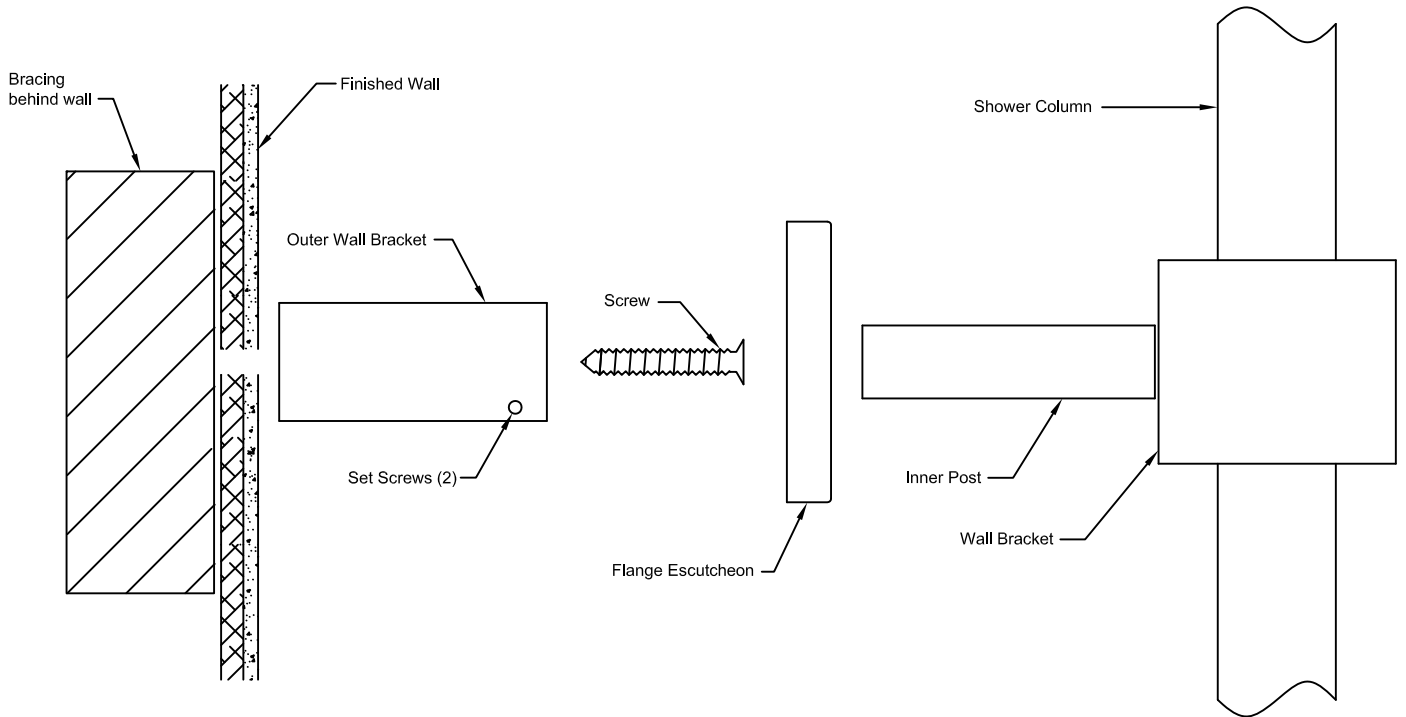 Bracing
behind wall
Finished Wall
Shower Column
Outer Wall Bracket
Screw
Set Screws (2)
Inner Post
Wall Bracket
Flange Escutcheon